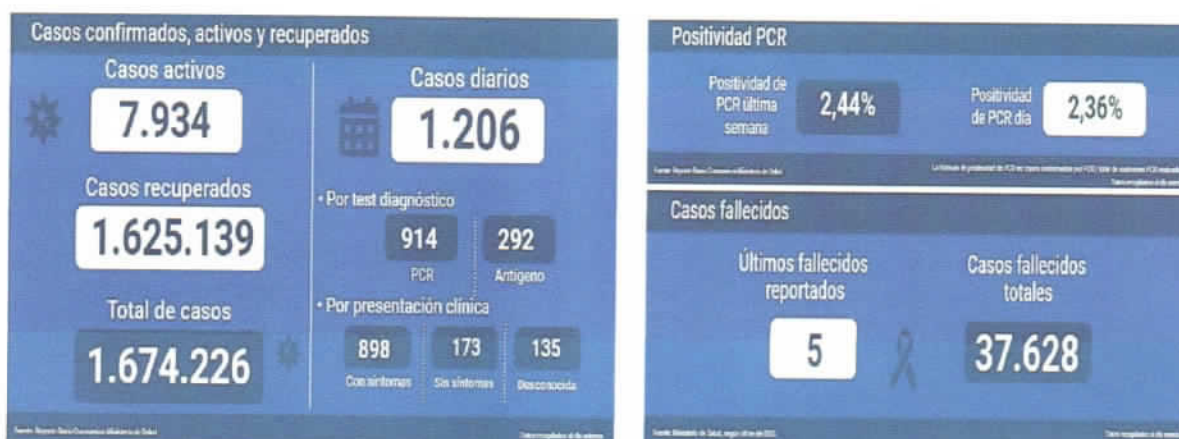 Casos confirmados, activos y recuperados
Casos activos
7.934
Casos recuperados
1.625.139
Total de casos
1.674.226
Casos diarios
1.206
• Por test diagnóstico
914
PCR
292
Antígeno
• Por presentación clínica
898
Con síntomas
173
Sin síntomas
135
Desconocida
Positividad PCR
Positividad de
PCR última
semana
2,44%
Positividad
de PCR día
2,36%
Casos fallecidos
Últimos fallecidos
reportados
5
Casos fallecidos
totales
37.628